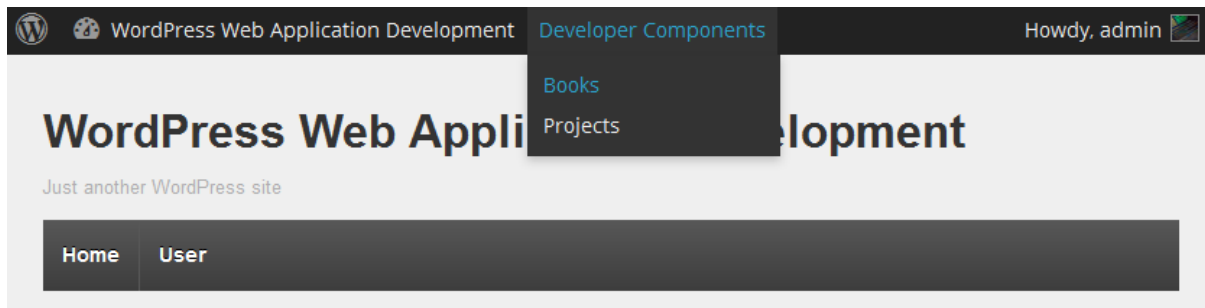 WordPress Web Application Development Developer Components Howdy, admin
Books
Projects
WordPress Web Appli elopment
Just another WordPress site
Home User